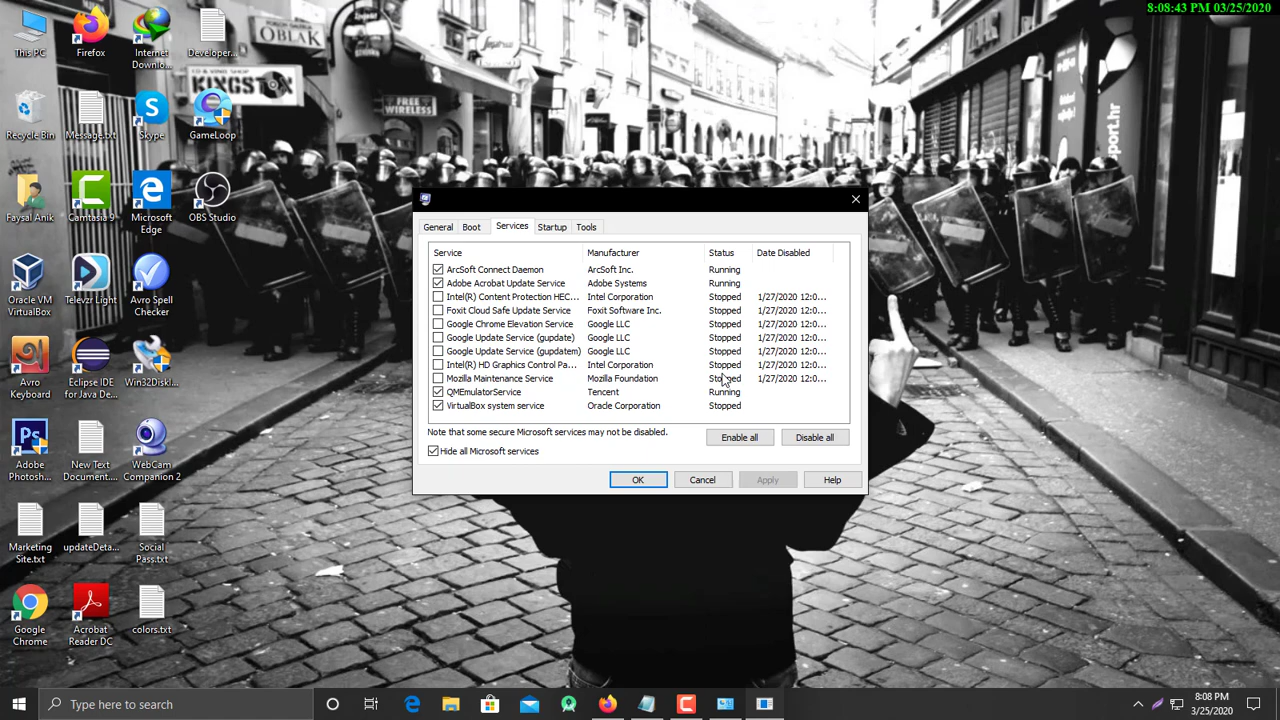 8:08:43 PM 03/25/2020
This PC
Firefox
Internet
Downlo...
Developer...
Recycle Bin
Message.txt
Skype
GameLoop
Faysal Anik
Camtasia 9
Microsoft
Edge
OBS Studio
Oracle VM
VirtualBox
Televzr Light
Avro Spell
Checker
Avro
Keyboard
Eclipse IDE
for Java De...
Win32Diskl...
Adobe
Photosh...
New Text
Document....
WebCam
Companion 2
Marketing
Site.txt
updateDeta...
Social
Pass.txt
Google
Chrome
Acrobat
Reader DC
colors.txt
OBLAK
KINGSTON
FREE
WIRELESS
port.hr
General Boot Services Startup Tools
Service Manufacturer Status Date Disabled
ArcSoft Connect Daemon ArcSoft Inc. Running
Adobe Acrobat Update Service Adobe Systems Running
Intel(R) Content Protection HEC... Intel Corporation Stopped 1/27/2020 12:0...
Foxit Cloud Safe Update Service Foxit Software Inc. Stopped 1/27/2020 12:0...
Google Chrome Elevation Service Google LLC Stopped 1/27/2020 12:0...
Google Update Service (gupdate) Google LLC Stopped 1/27/2020 12:0...
Google Update Service (gupdatem) Google LLC Stopped 1/27/2020 12:0...
Intel(R) HD Graphics Control Pa... Intel Corporation Stopped 1/27/2020 12:0...
Mozilla Maintenance Service Mozilla Foundation Stopped 1/27/2020 12:0...
QMEmulatorService Tencent Running
VirtualBox system service Oracle Corporation Stopped
Note that some secure Microsoft services may not be disabled.
Enable all Disable all
Hide all Microsoft services
OK Cancel Apply Help
Type here to search
8:08 PM
3/25/2020